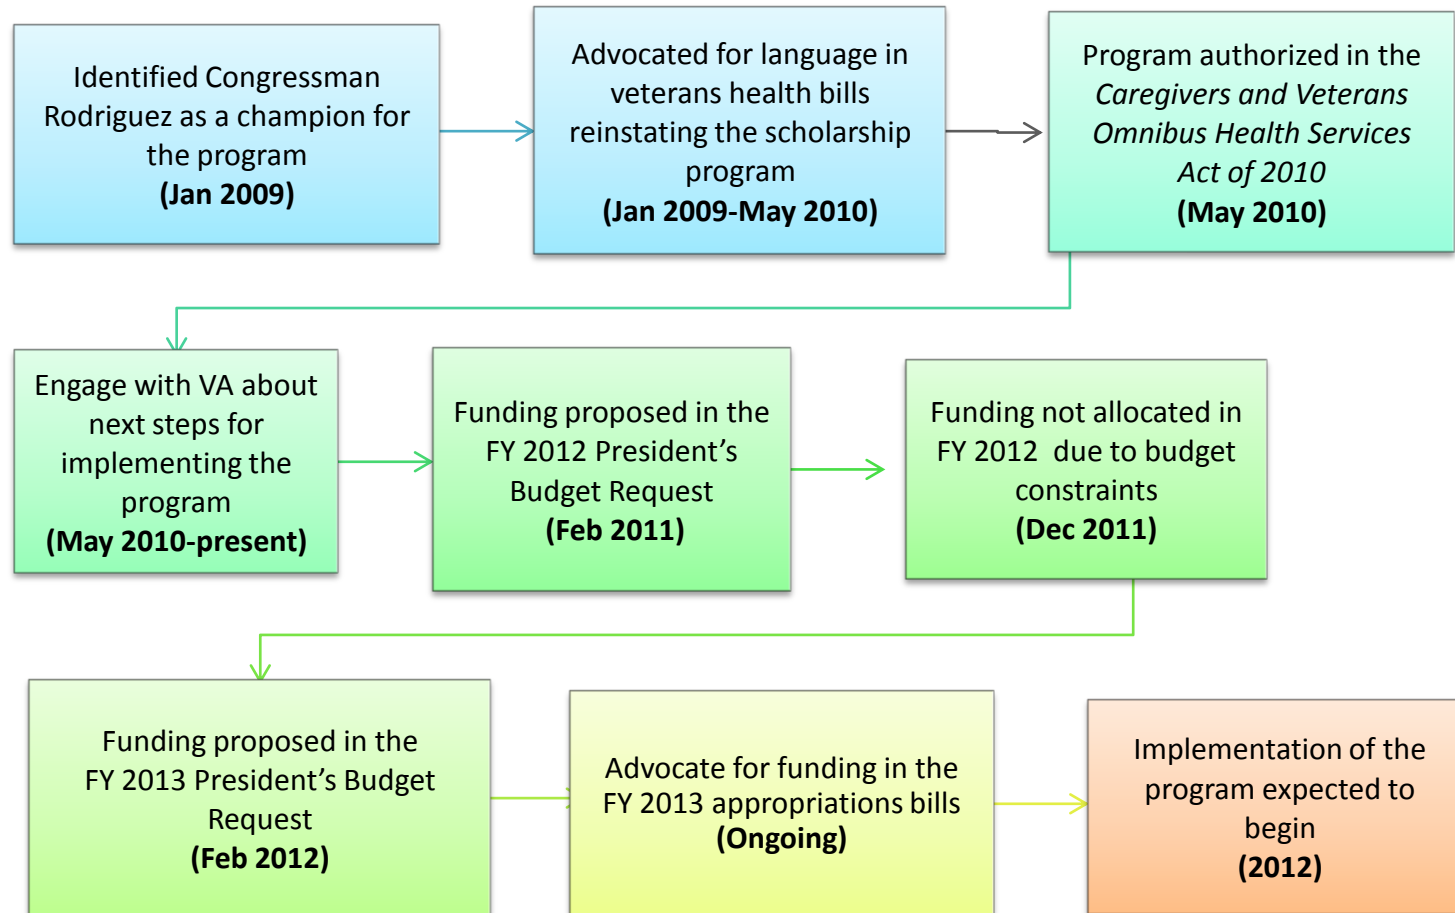 Identified Congressman
Rodriguez as a champion for
the program
(Jan 2009)
Advocated for language in
veterans health bills
reinstating the scholarship
program
(Jan 2009-May 2010)
Program authorized in the
Caregivers and Veterans
Omnibus Health Services
Act of 2010
(May 2010)
Engage with VA about
next steps for
implementing the
program
(May 2010-present)
Funding proposed in the
FY 2012 President’s
Budget Request
(Feb 2011)
Funding not allocated in
FY 2012 due to budget
constraints
(Dec 2011)
Funding proposed in the
FY 2013 President’s Budget
Request
(Feb 2012)
Advocate for funding in the
FY 2013 appropriations bills
(Ongoing)
Implementation of the
program expected to
begin
(2012)